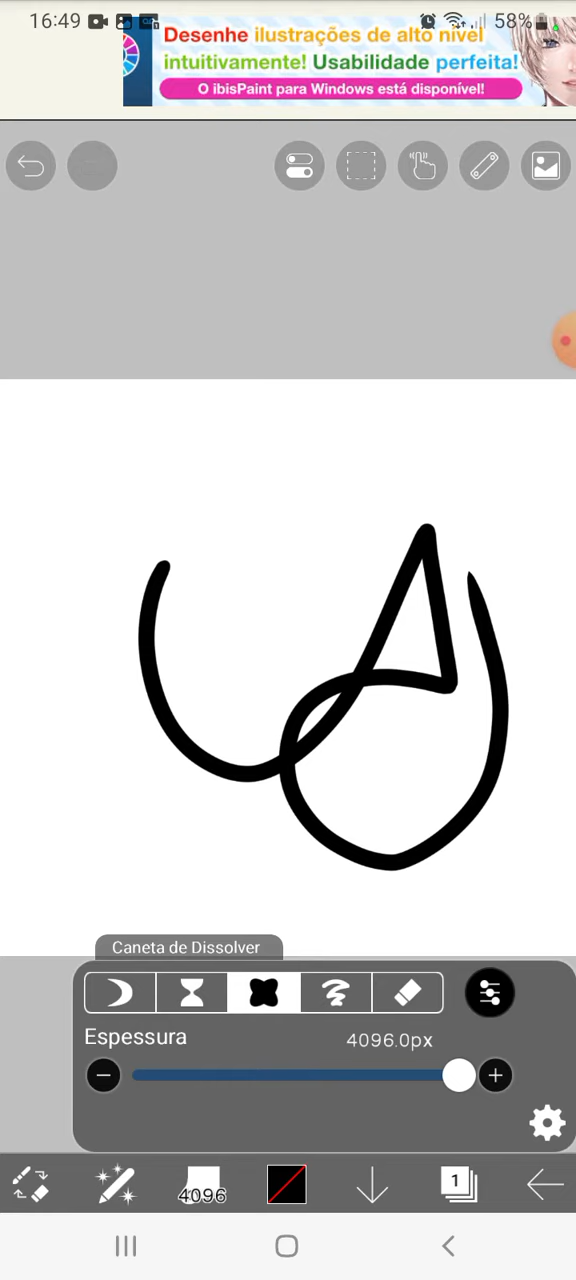 16:49
58%
Desenhe ilustrações de alto nível
intuitivamente! Usabilidade perfeita!
O ibisPaint para Windows está disponível!
Caneta de Dissolver
Espessura
4096.0px
4096
1